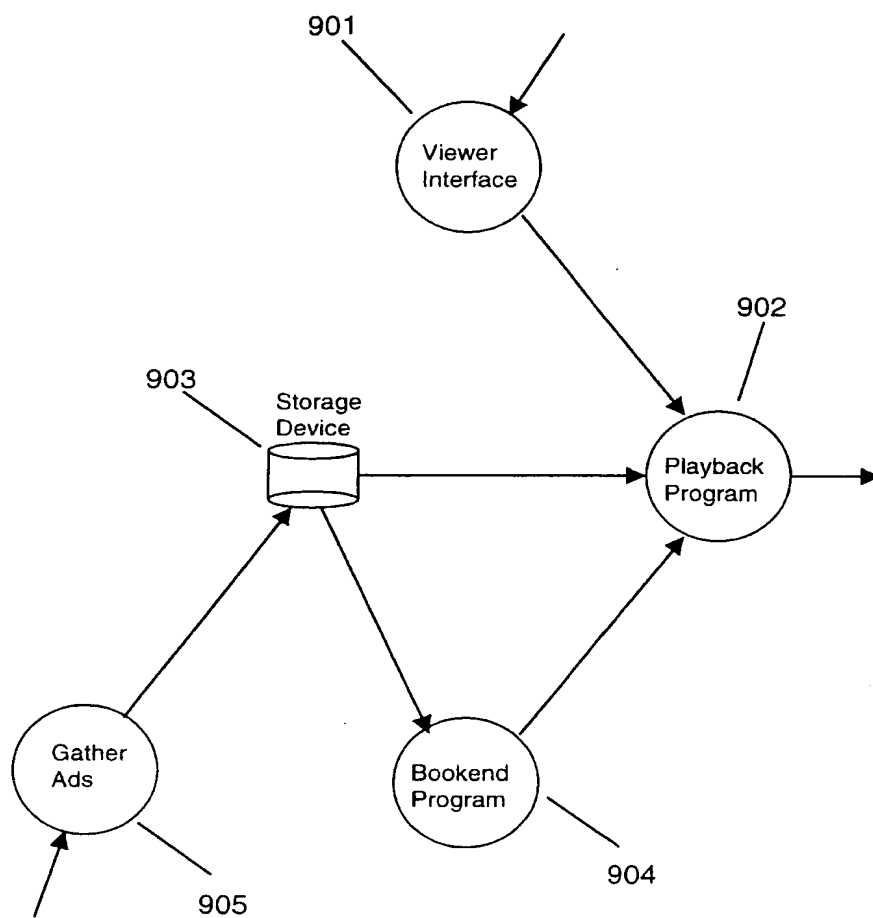 901
Viewer
Interface
902
903
Storage
Device
Playback
Program
Gather
Ads
Bookend
Program
904
905